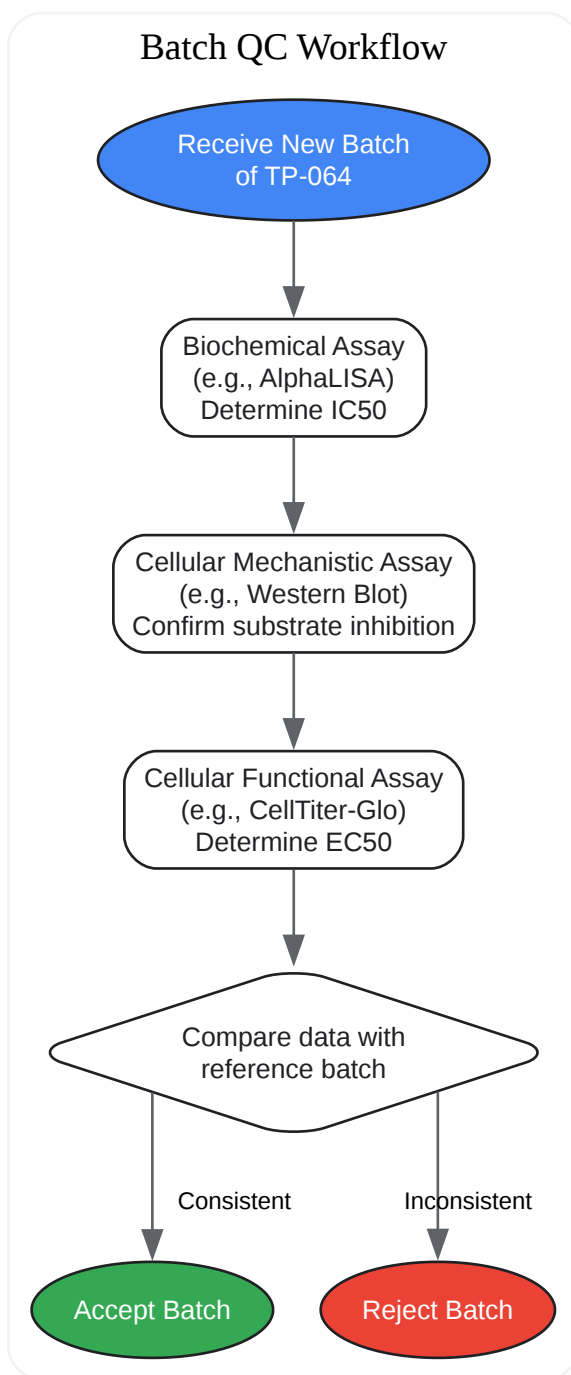 Batch QC Workflow
Receive New Batch
of TP-064
Biochemical Assay
(e.g., AlphaLISA)
Determine IC50
Cellular Mechanistic Assay
(e.g., Western Blot)
Confirm substrate inhibition
Cellular Functional Assay
(e.g., CellTiter-Glo)
Determine EC50
Compare data with
reference batch
Consistent
Inconsistent
Accept Batch
Reject Batch